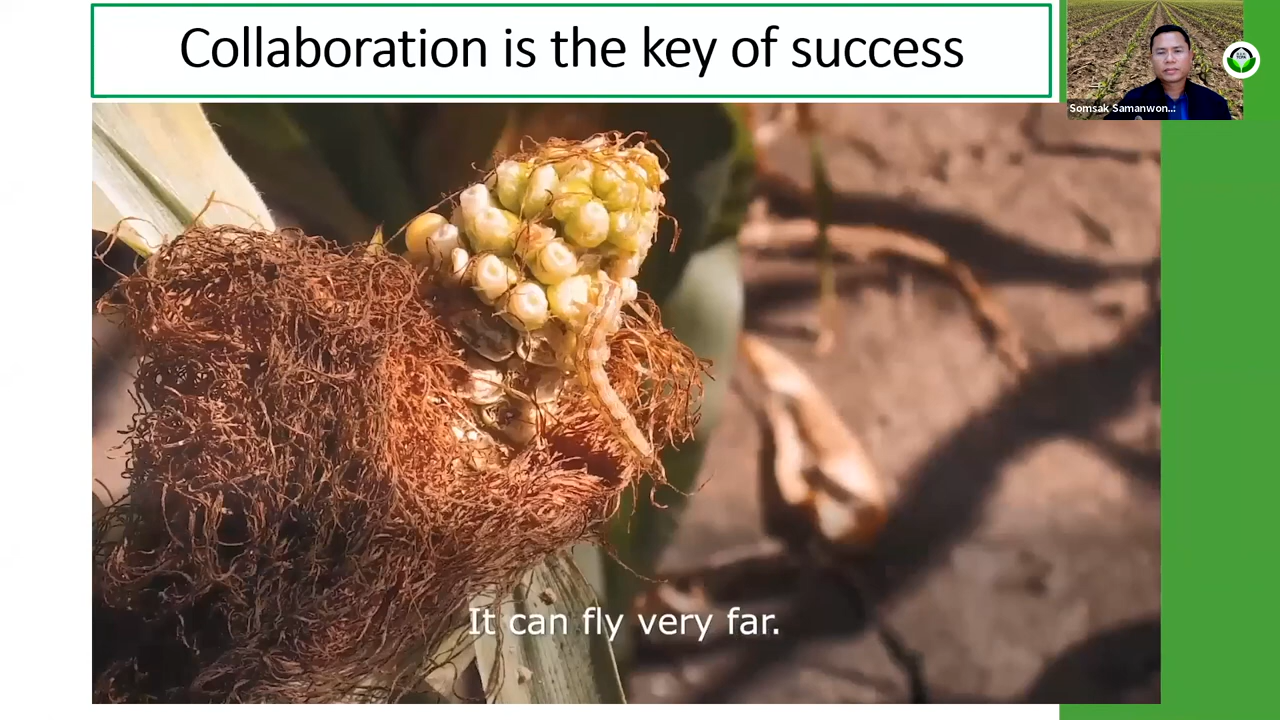 Collaboration is the key of success
Somsak Samanwon...
It can fly very far.